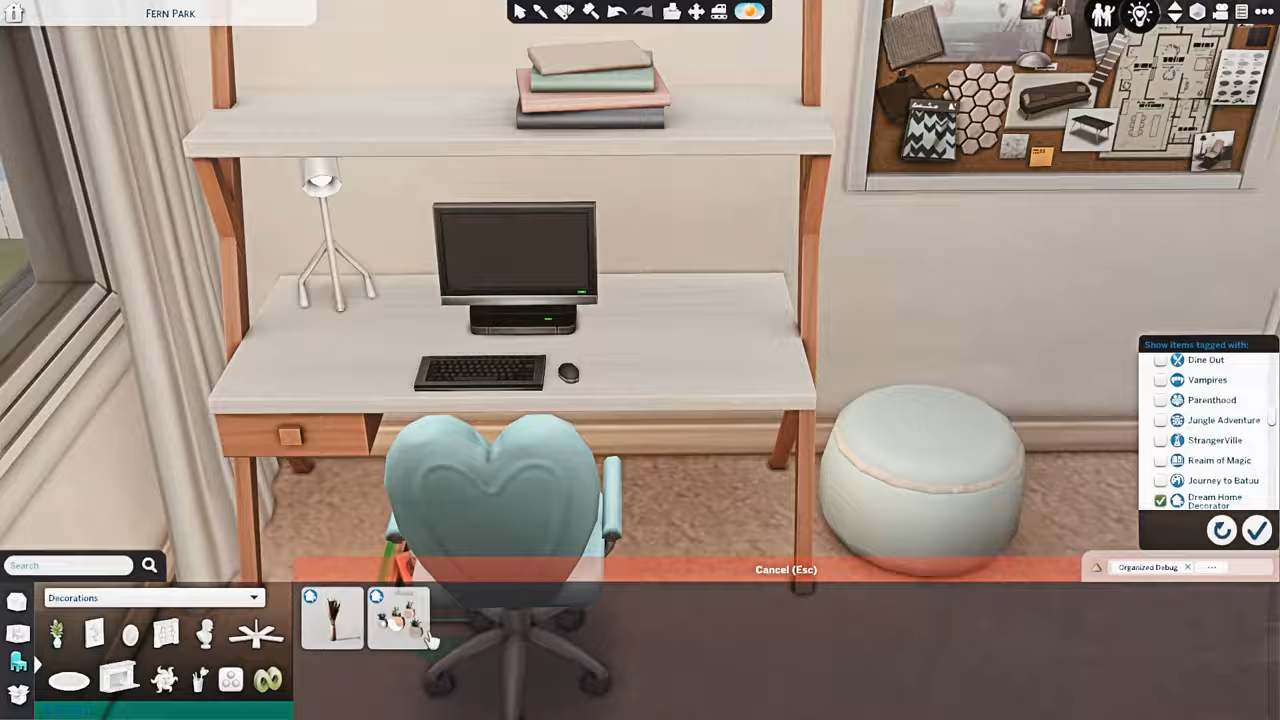 FERN PARK
Show items tagged with:
Dine Out
Vampires
Parenthood
Jungle Adventure
StrangerVille
Realm of Magic
Journey to Batuu
Dream Home
Decorator
Search
Cancel (Esc)
Organized Debug
Decorations